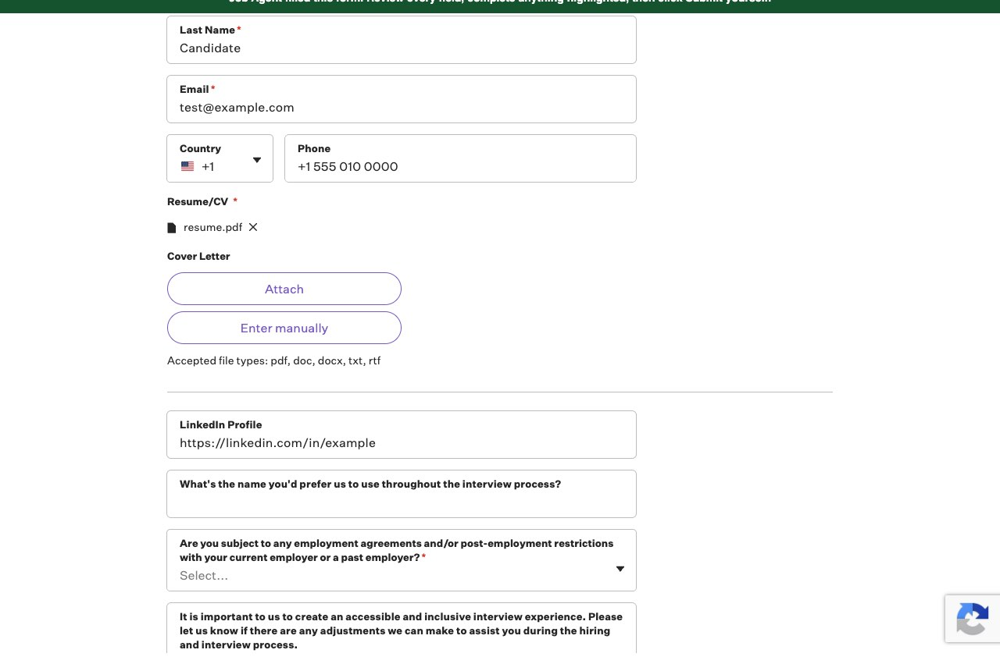 Job Agent filled this form. Review every field, complete anything highlighted, then click Submit yourself.
Last Name*
Candidate
Email*
test@example.com
Country
+1
Phone
+1 555 010 0000
Resume/CV *
resume.pdf
Cover Letter
Attach
Enter manually
Accepted file types: pdf, doc, docx, txt, rtf
LinkedIn Profile
https://linkedin.com/in/example
What's the name you'd prefer us to use throughout the interview process?
Are you subject to any employment agreements and/or post-employment restrictions
with your current employer or a past employer?*
Select...
It is important to us to create an accessible and inclusive interview experience. Please
let us know if there are any adjustments we can make to assist you during the hiring
and interview process.